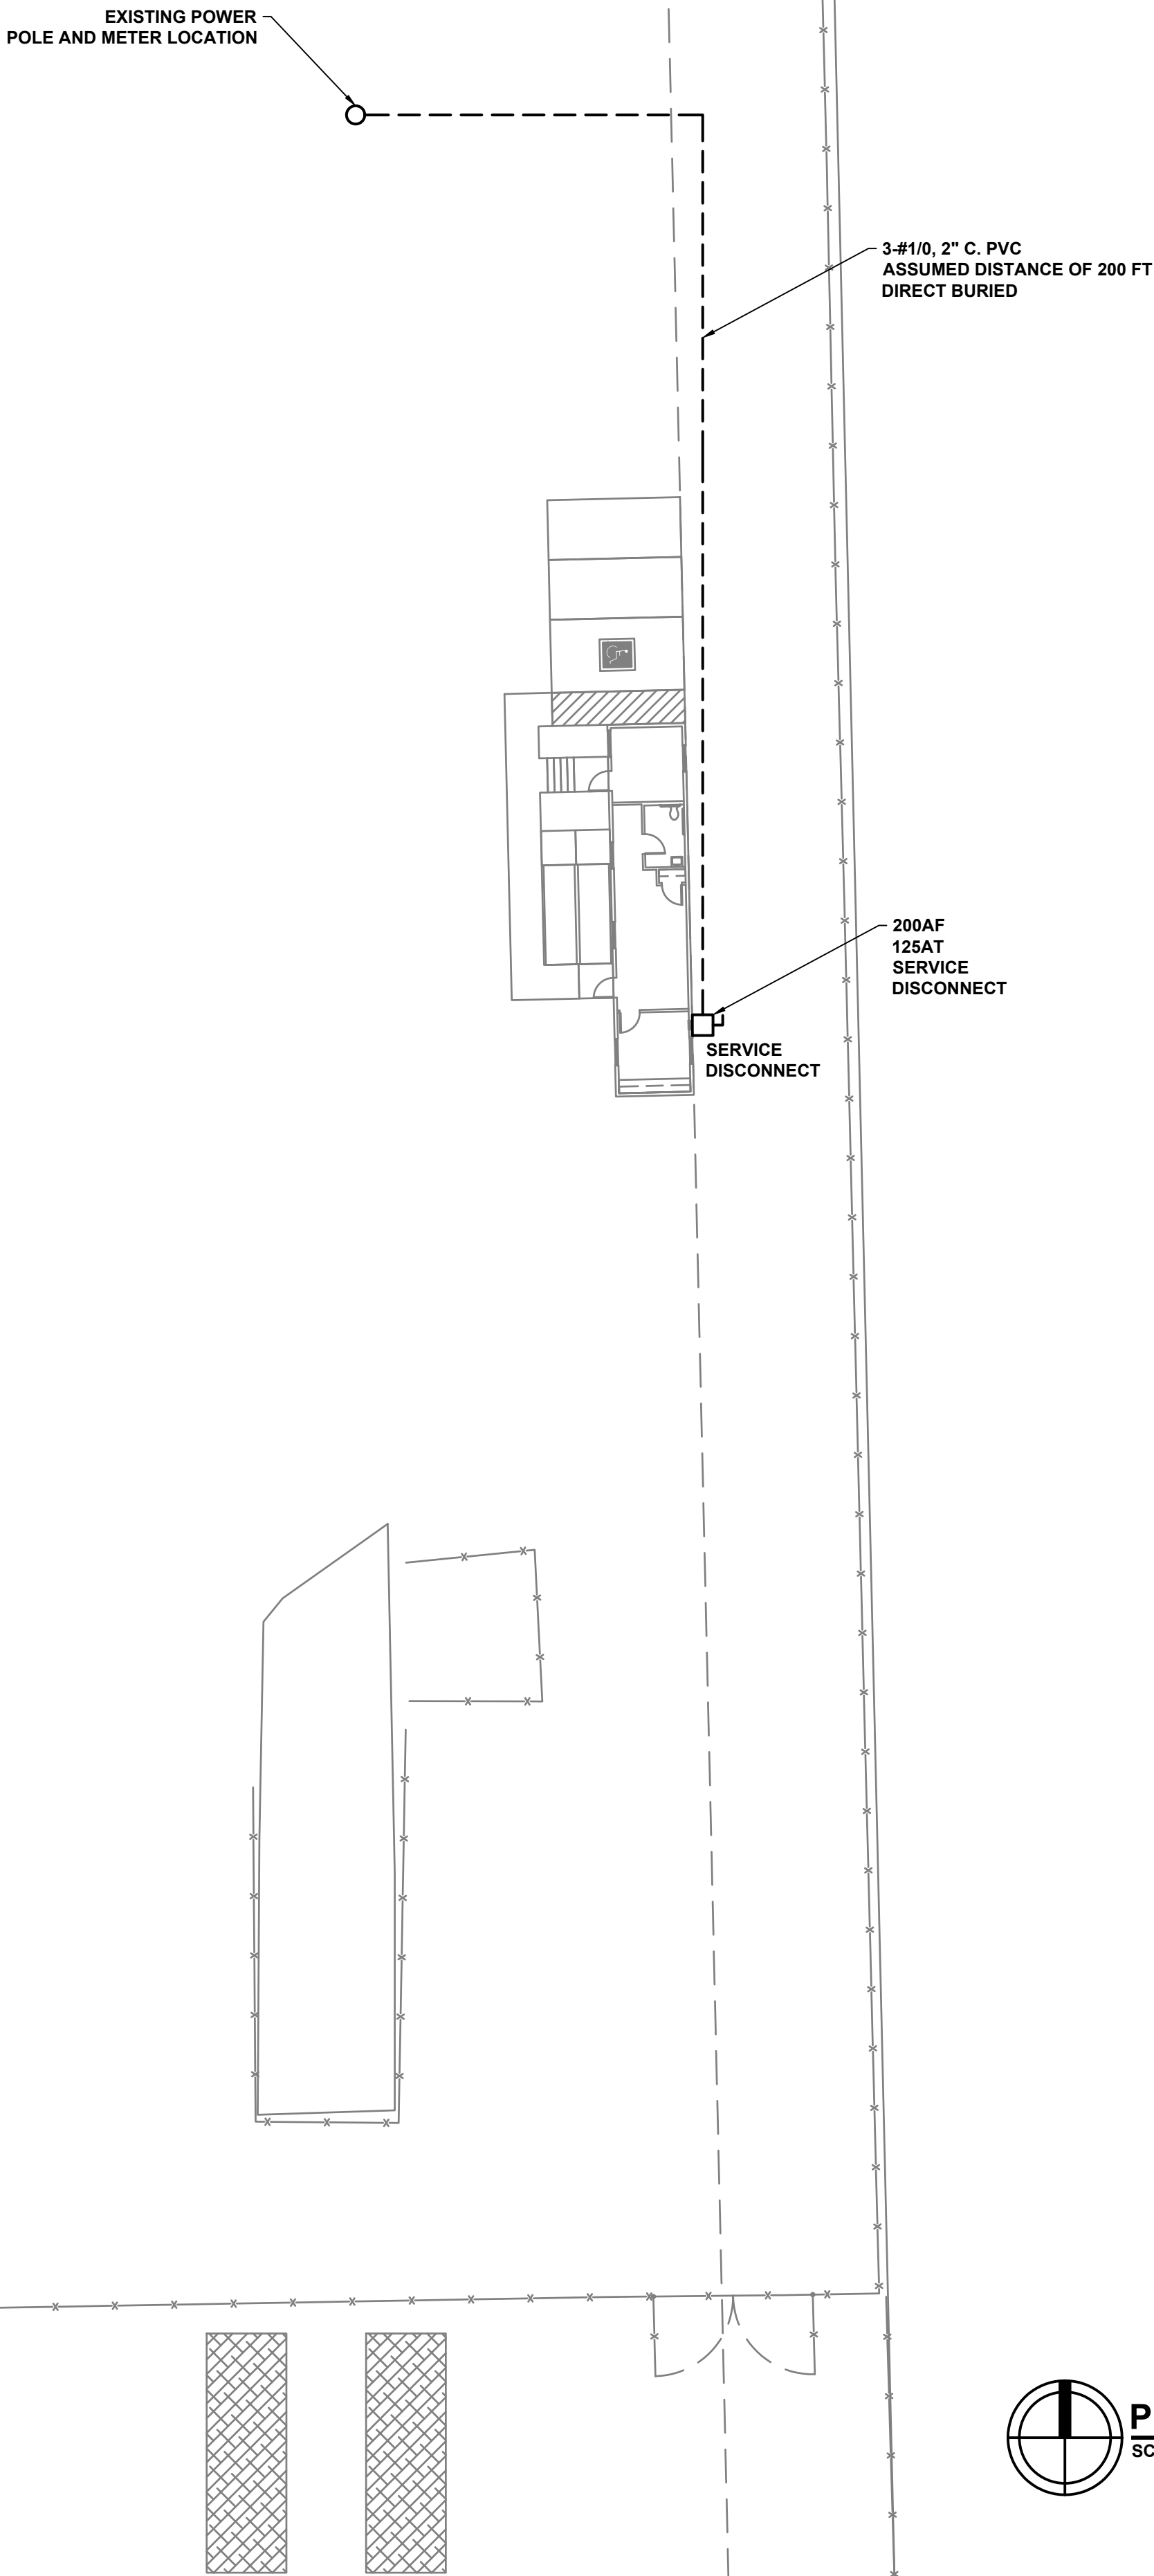 EXISTING POWER
POLE AND METER LOCATION
3-#1/0, 2" C. PVC
ASSUMED DISTANCE OF 200 FT
DIRECT BURIED
200AF
125AT
SERVICE
DISCONNECT
SERVICE
DISCONNECT